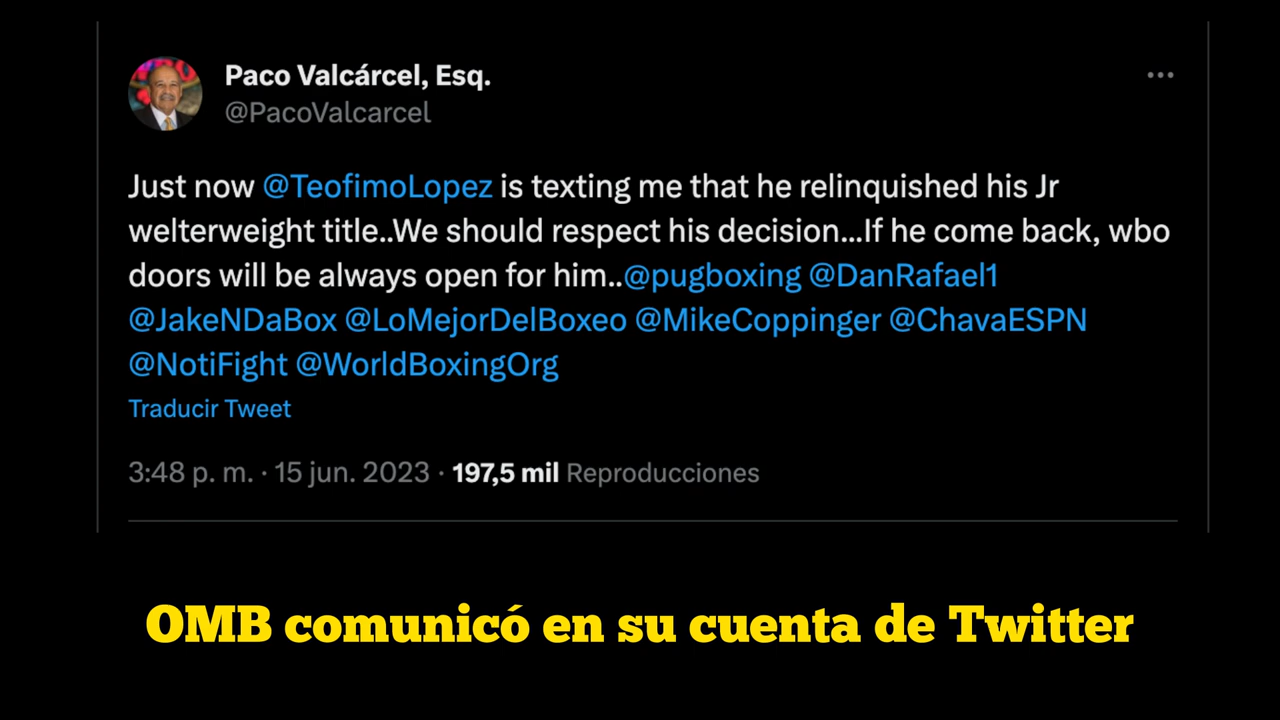 Paco Valcárcel, Esq.
@PacoValcarcel
Just now @TeofimoLopez is texting me that he relinquished his Jr
welterweight title..We should respect his decision...If he come back, wbo
doors will be always open for him..@pugboxing @DanRafael1
@JakeNDaBox @LoMejorDelBoxeo @MikeCoppinger @ChavaESPN
@NotiFight @WorldBoxingOrg
Traducir Tweet
3:48 p. m. · 15 jun. 2023 · 197,5 mil Reproducciones
OMB comunicó en su cuenta de Twitter